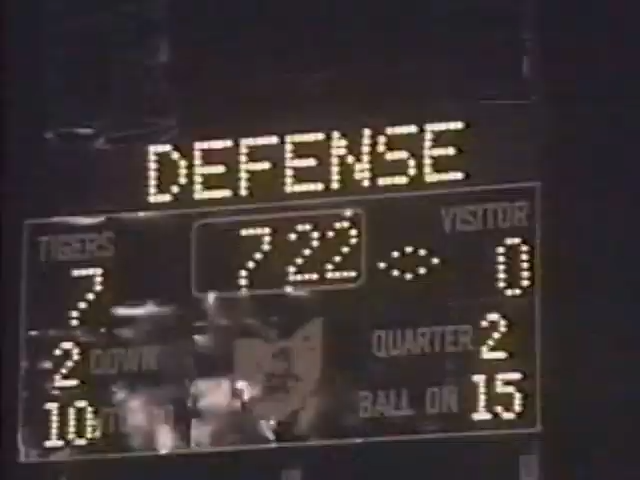 DEFENSE
TIGERS 7 22 VISITOR
7 0
2 DOWN QUARTER 2
10 BALL ON 15